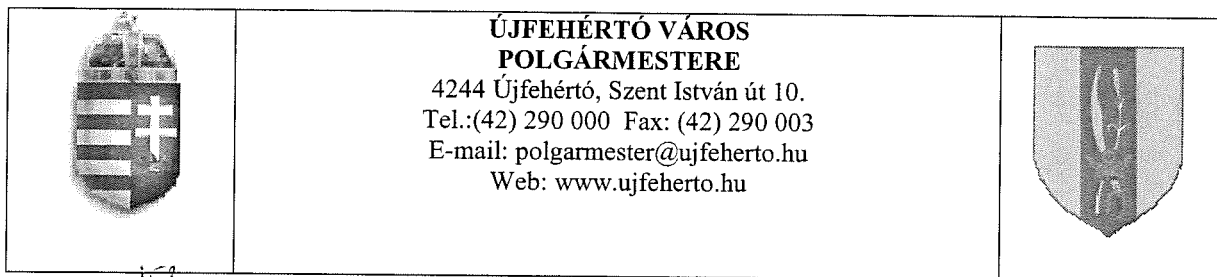 ÚJFEHÉRTÓ VÁROS
POLGÁRMESTERE
4244 Újfehértó, Szent István út 10.
Tel.:(42) 290 000 Fax: (42) 290 003
E-mail: polgarmester@ujfeherto.hu
Web: www.ujfeherto.hu